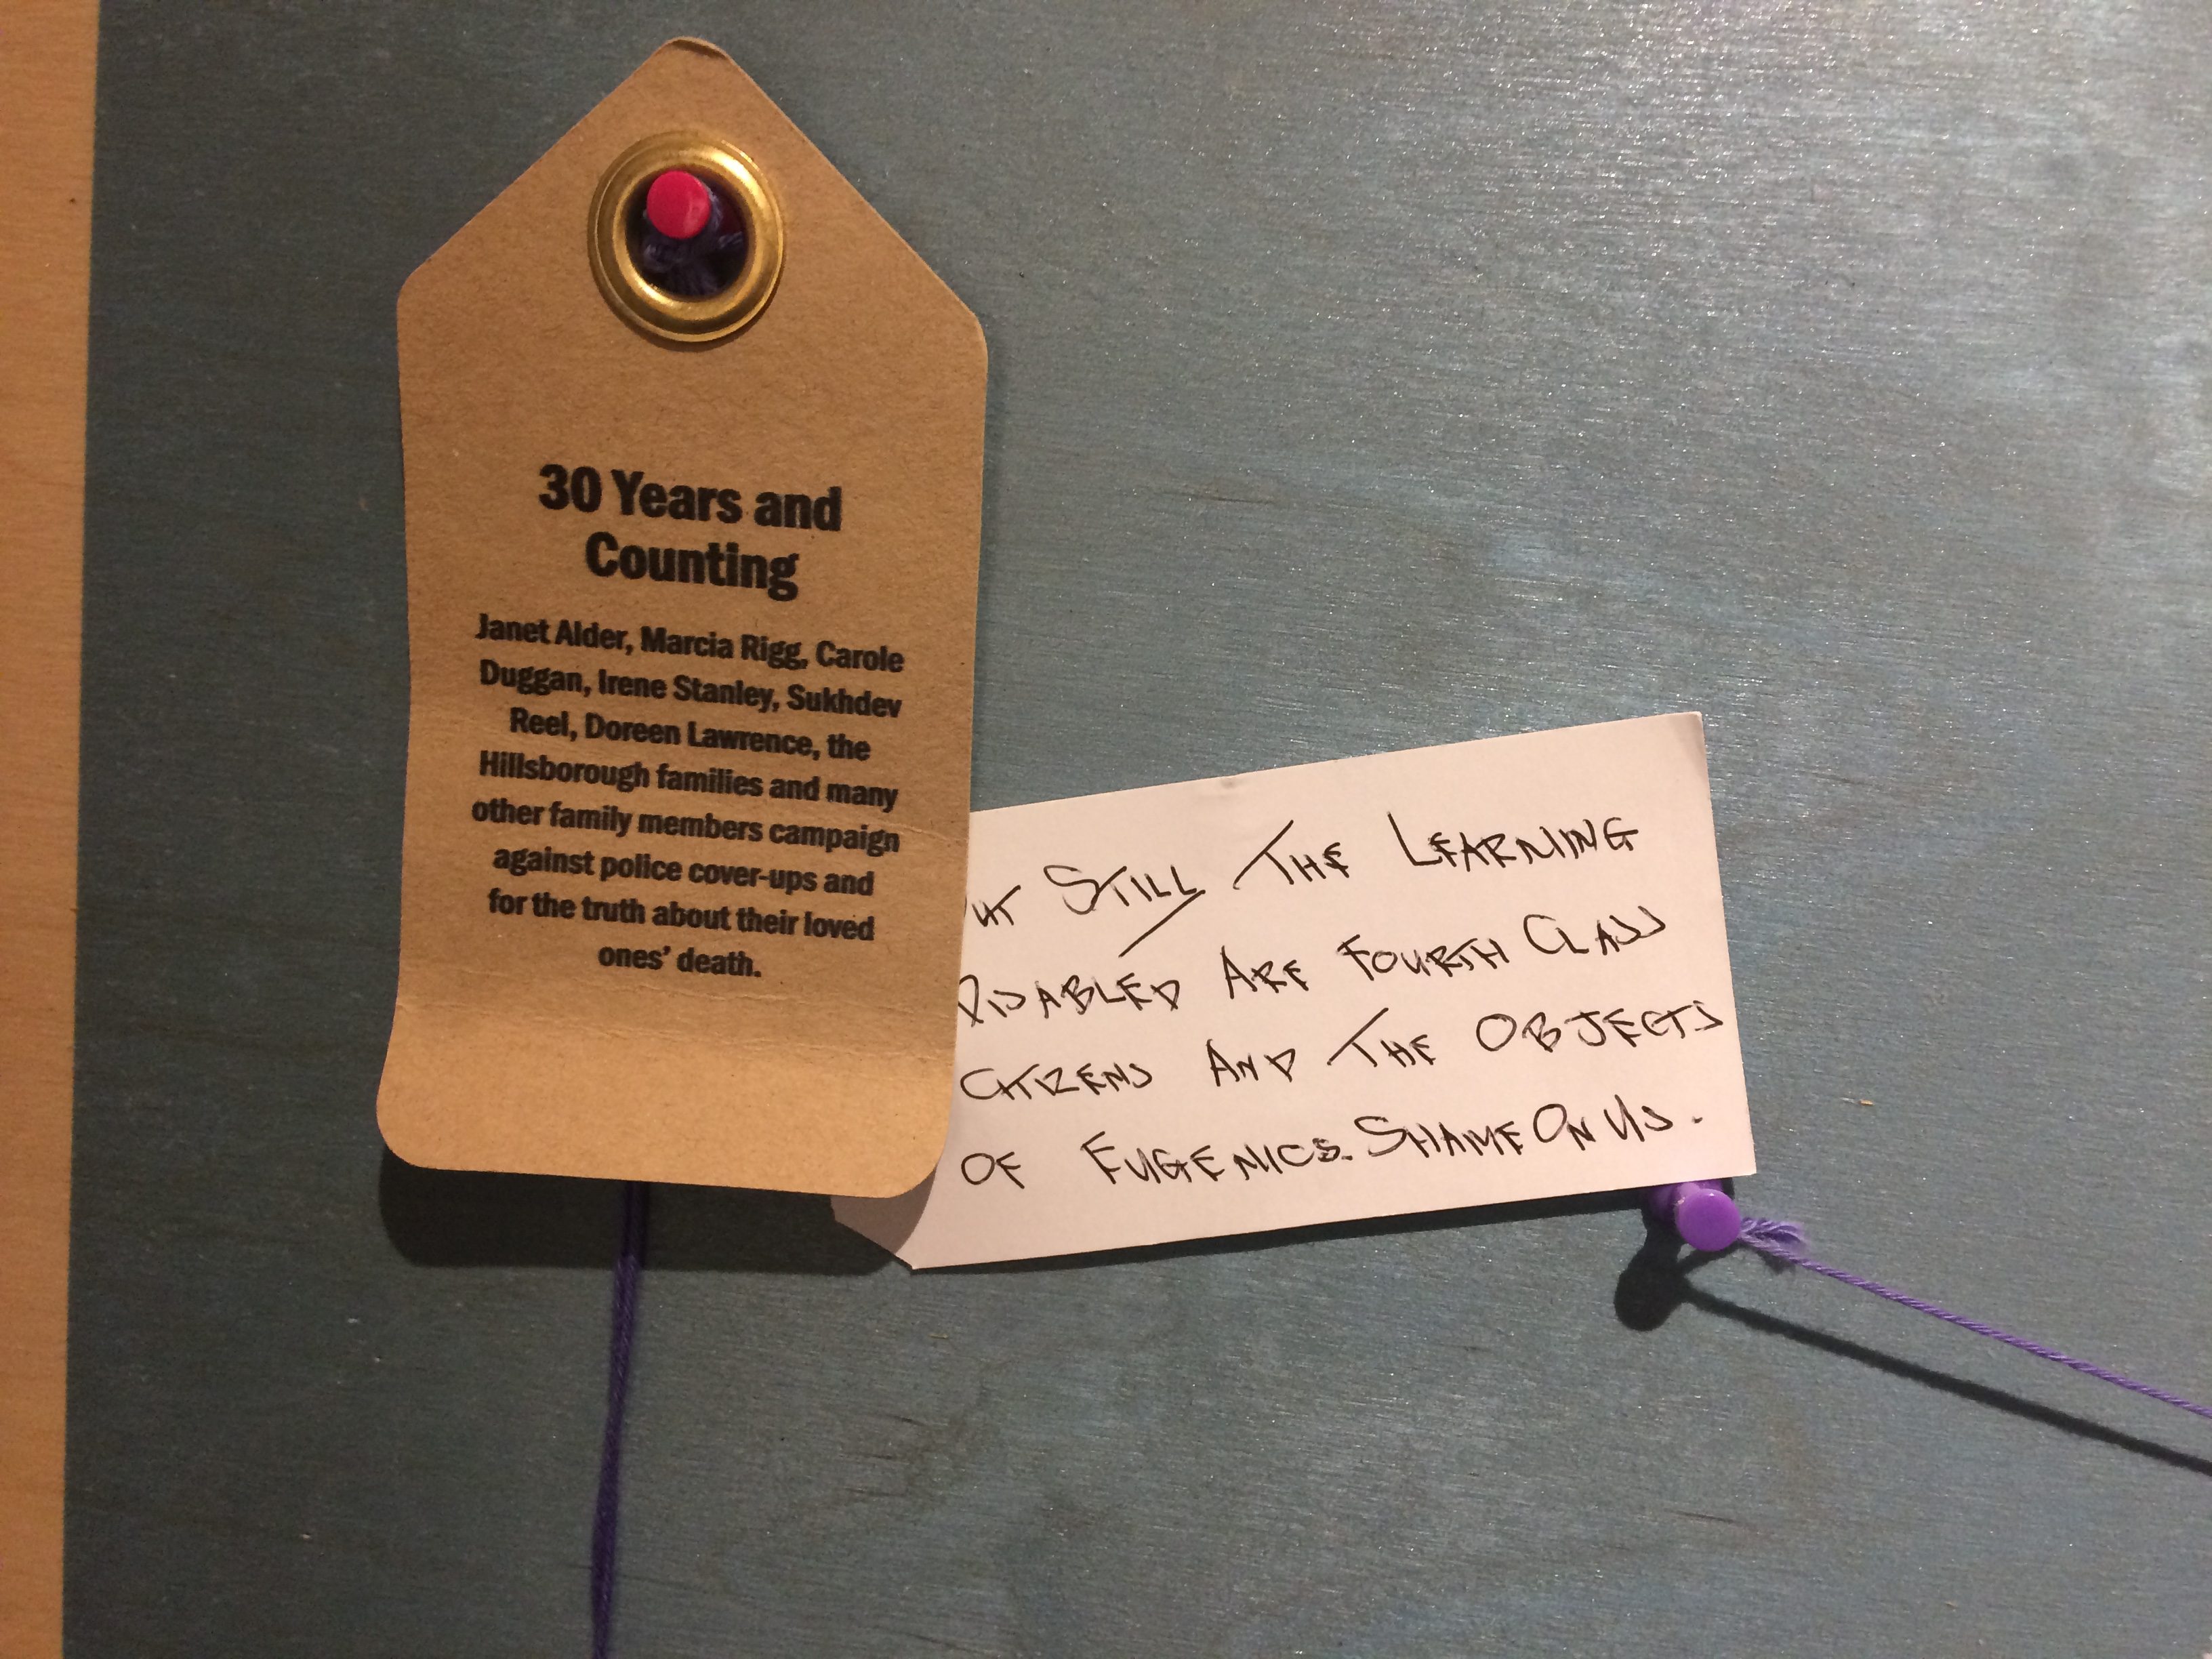 30 Years and
Counting
Janet Alder, Marcia Rigg, Carole
Duggan, Irene Stanley, Sukhdev
Reel, Doreen Lawrence, the
Hillsborough families and many
other family members campaign
against police cover-ups and
for the truth about their loved
ones' death.
STILL THE LEARNING
DISABLED ARE FOURTH CLASS
CITIZENS AND THE OBJECTS
OF EUGENICS. SHAME ON US.